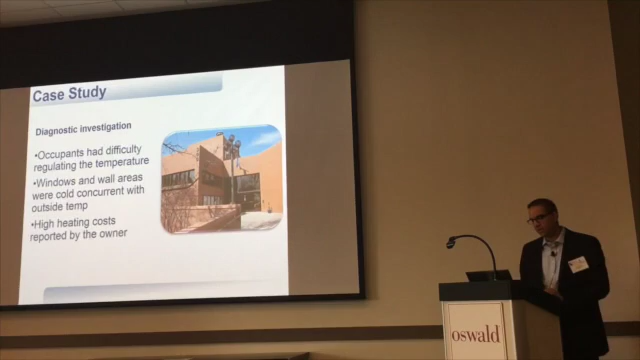 Case Study
Diagnostic investigation
•Occupants had difficulty
regulating the temperature
•Windows and wall areas
were cold concurrent with
outside temp
•High heating costs
reported by the owner
oswald